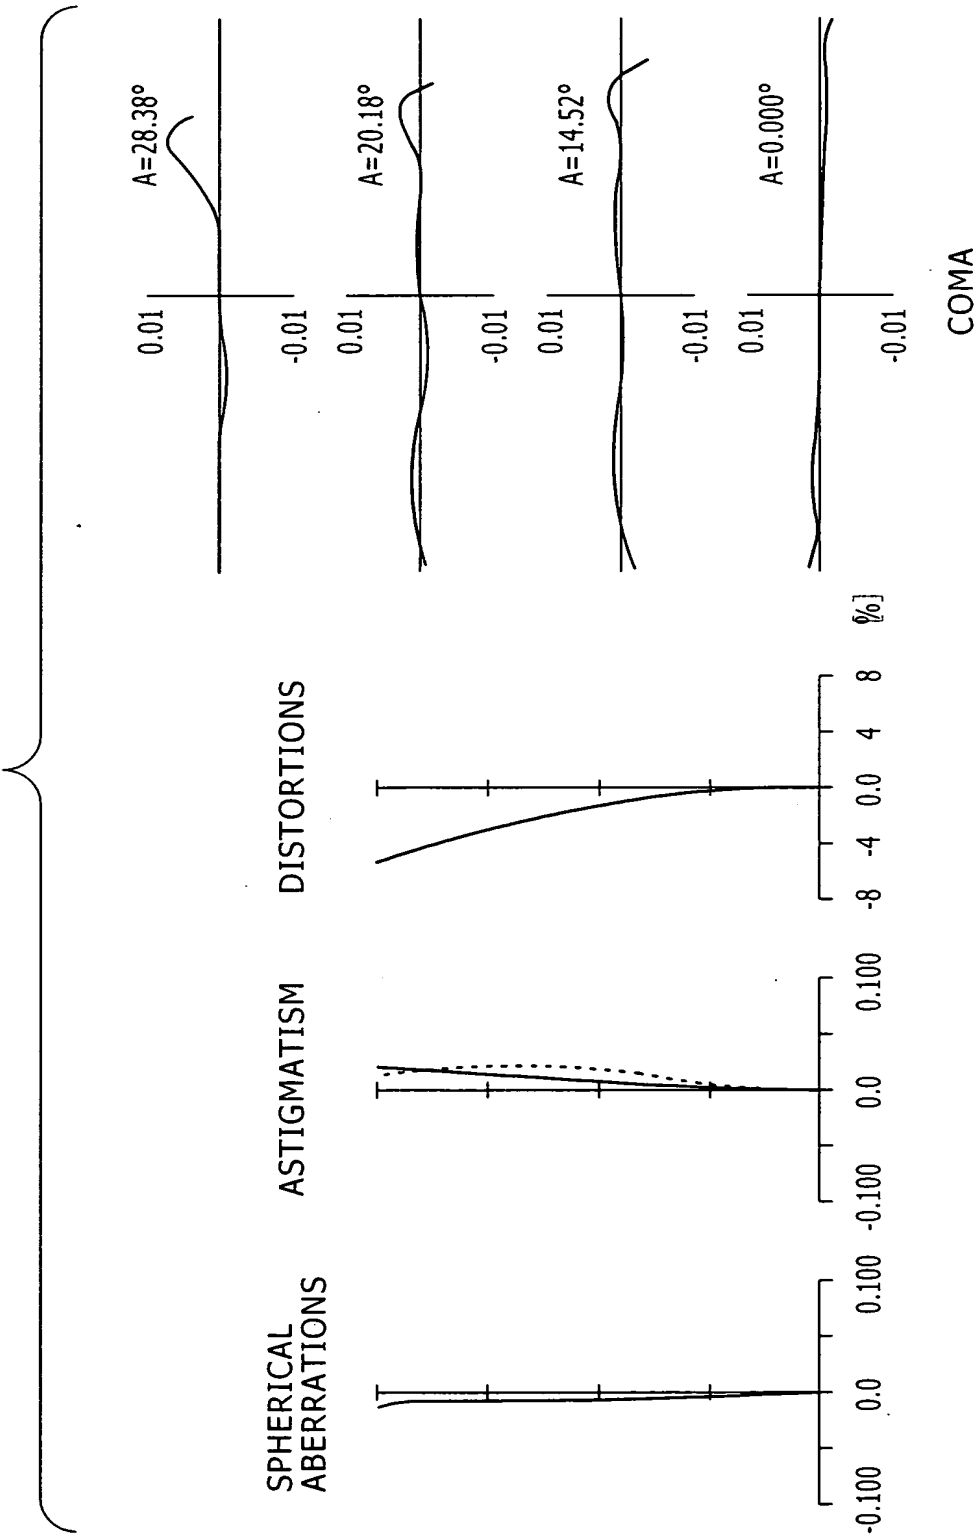 SPHERICAL
ABERRATIONS
-0.100 0.0 0.100
ASTIGMATISM
-0.100 0.0 0.100
DISTORTIONS
-8 -4 0.0 4 8 [%]
A=28.38°
0.01
-0.01
A=20.18°
0.01
-0.01
A=14.52°
0.01
-0.01
A=0.000°
0.01
-0.01
COMA